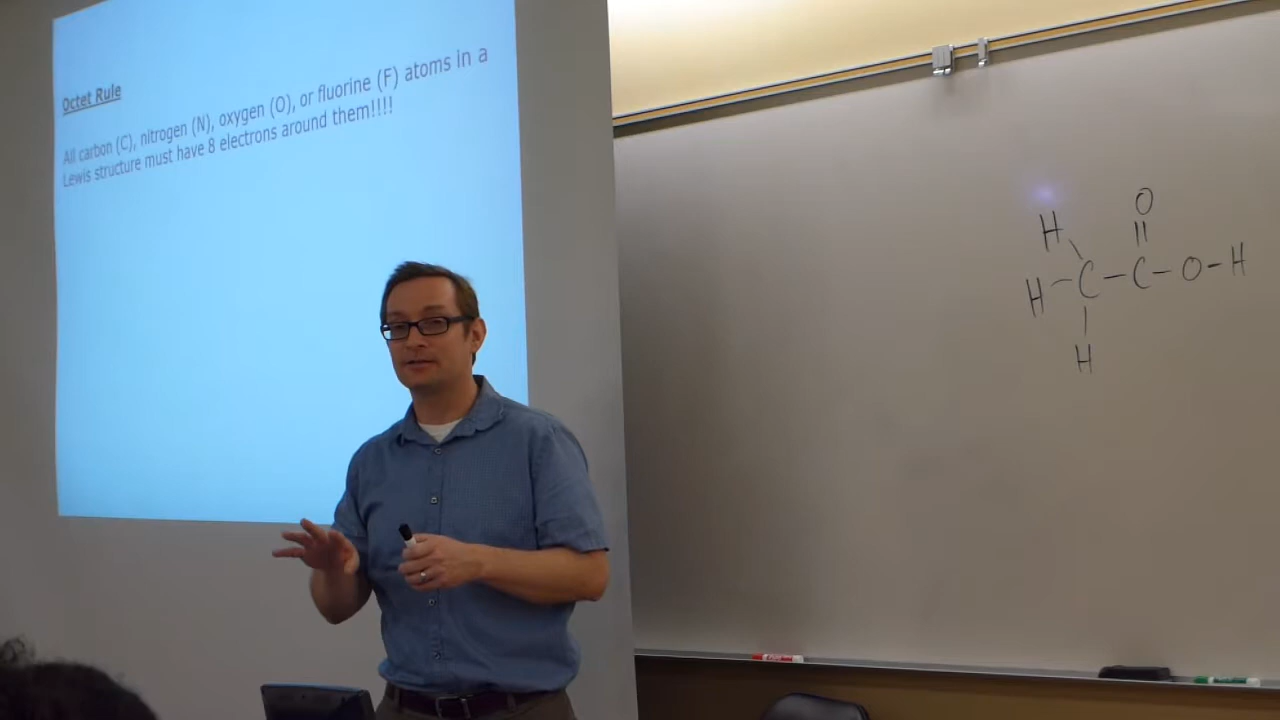 Octet Rule
All carbon (C), nitrogen (N), oxygen (O), or fluorine (F) atoms in a
Lewis structure must have 8 electrons around them!!!!
O
H
H C C O H
H